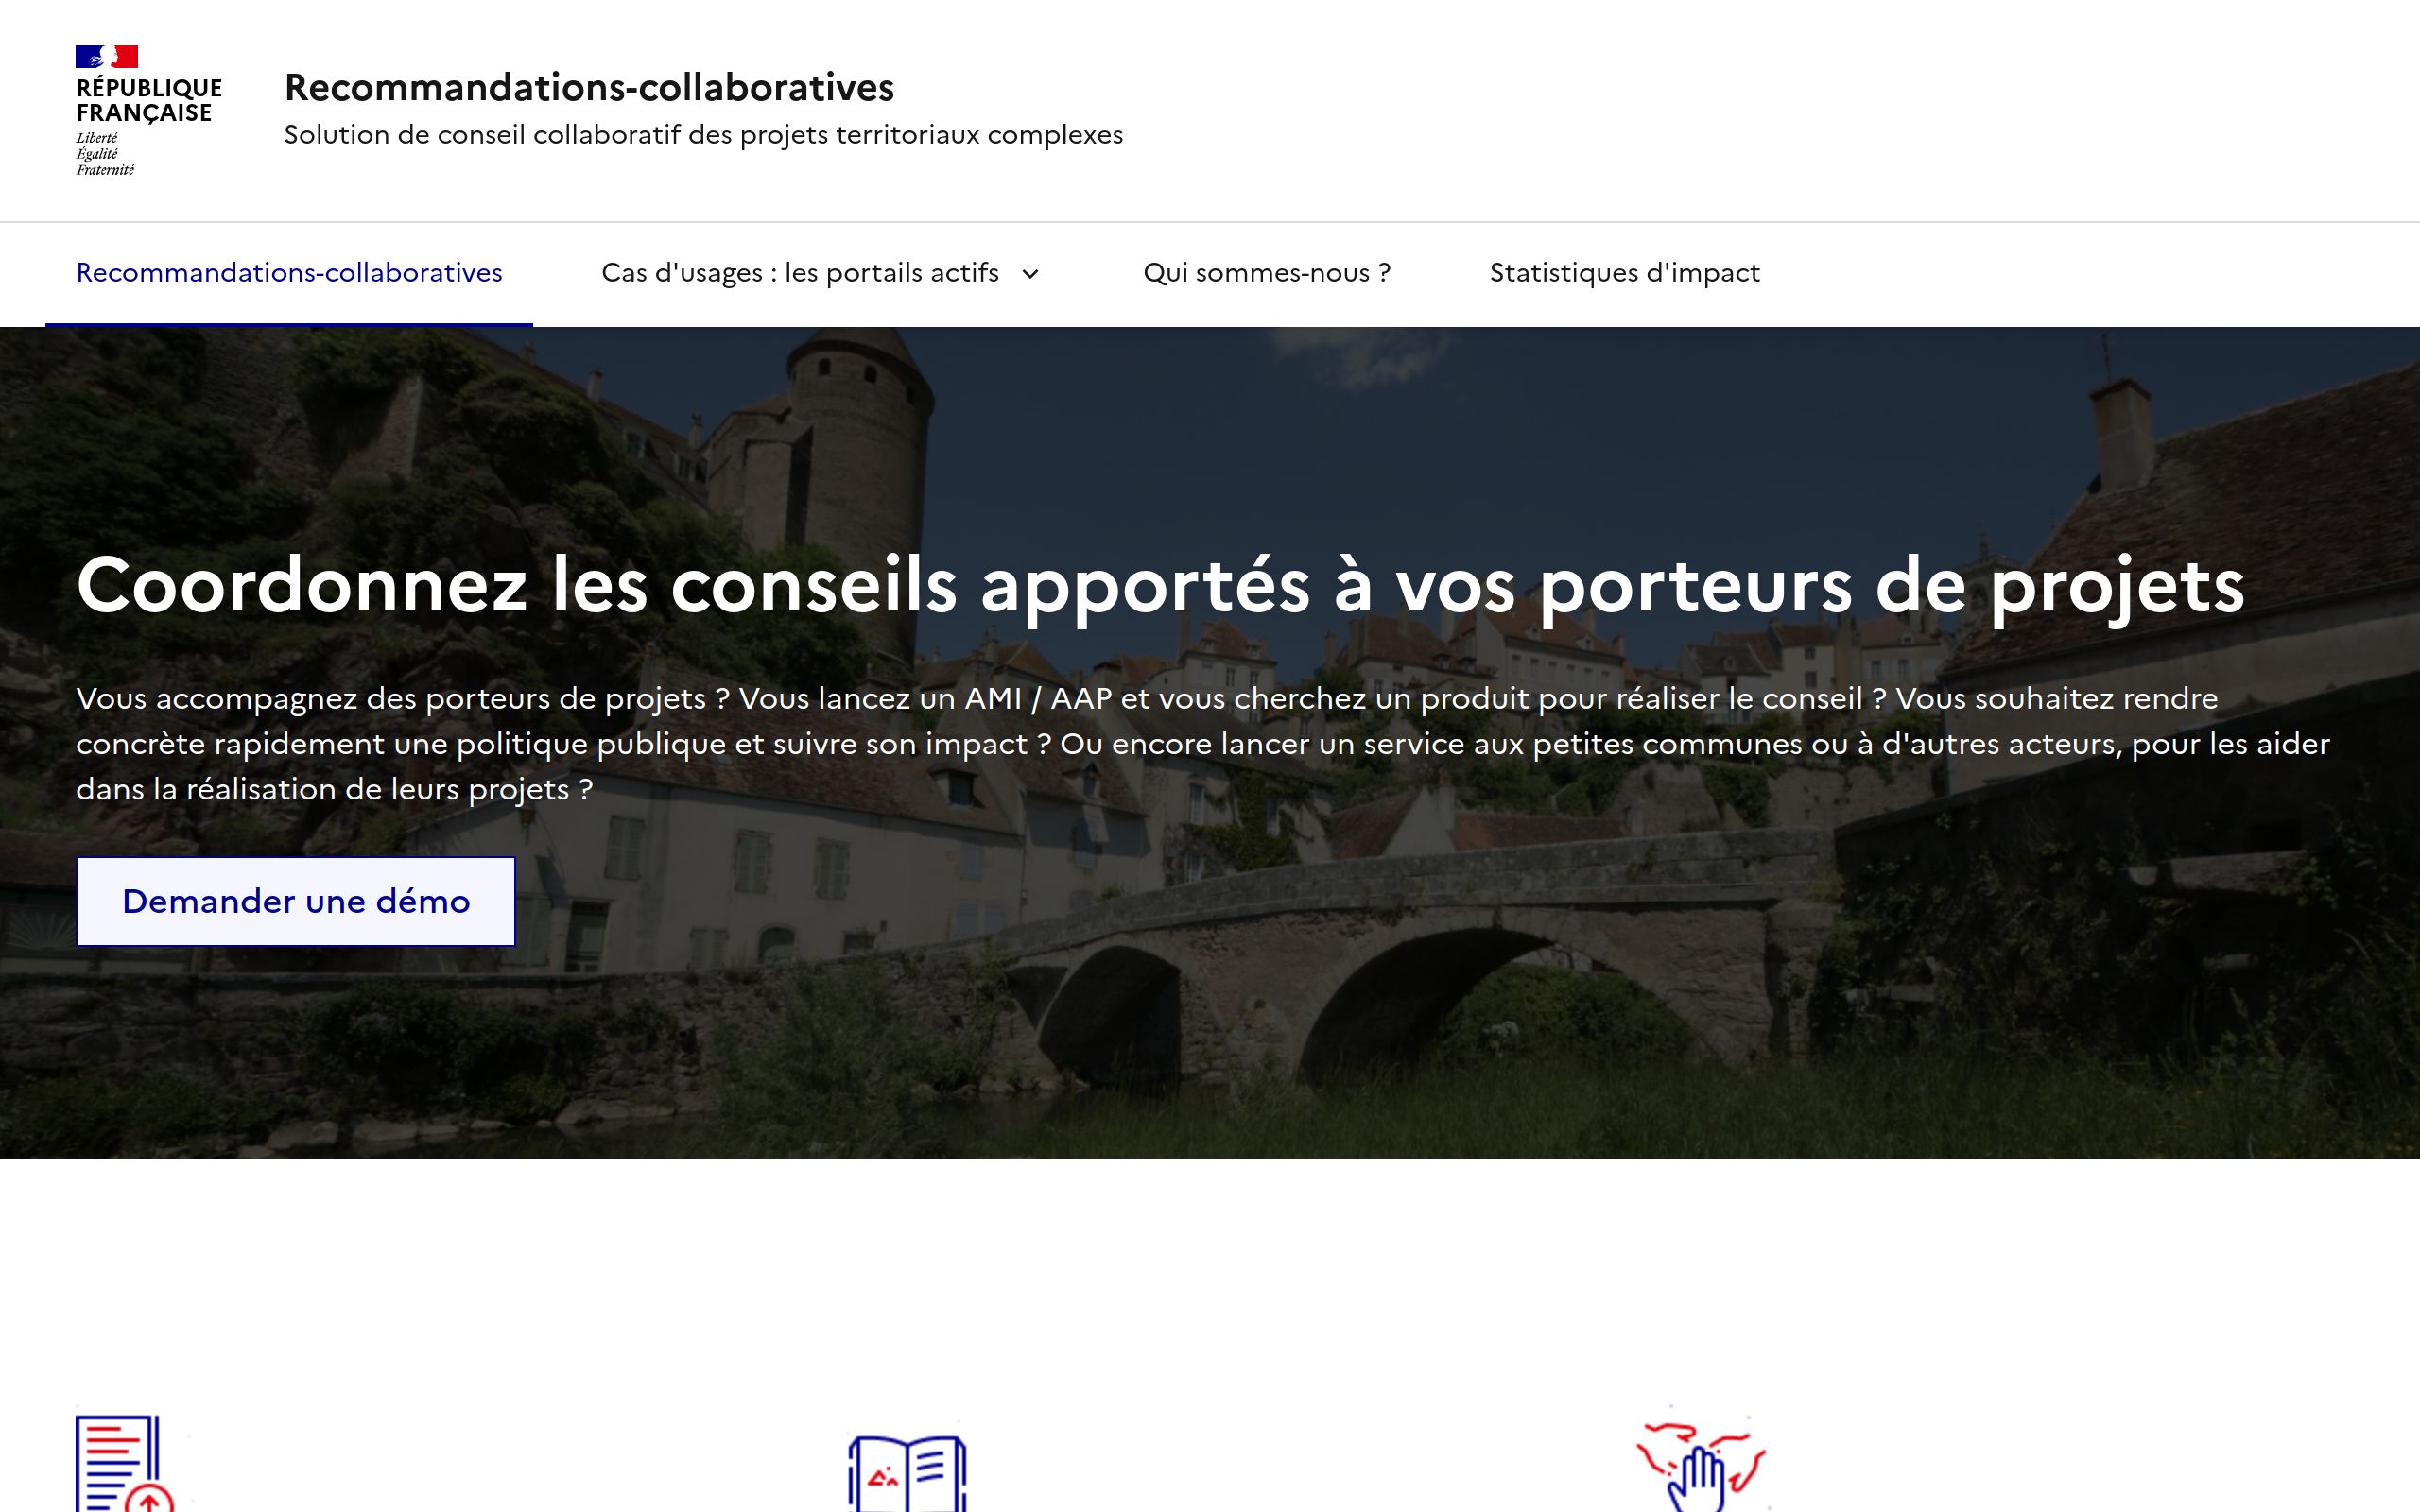 RÉPUBLIQUE
FRANÇAISE
Liberté
Égalité
Fraternité
Recommandations-collaboratives
Solution de conseil collaboratif des projets territoriaux complexes
Recommandations-collaboratives
Cas d'usages : les portails actifs
Qui sommes-nous ?
Statistiques d'impact
Coordonnez les conseils apportés à vos porteurs de projets
Vous accompagnez des porteurs de projets ? Vous lancez un AMI / AAP et vous cherchez un produit pour réaliser le conseil ? Vous souhaitez rendre
concrète rapidement une politique publique et suivre son impact ? Ou encore lancer un service aux petites communes ou à d'autres acteurs, pour les aider
dans la réalisation de leurs projets ?
Demander une démo